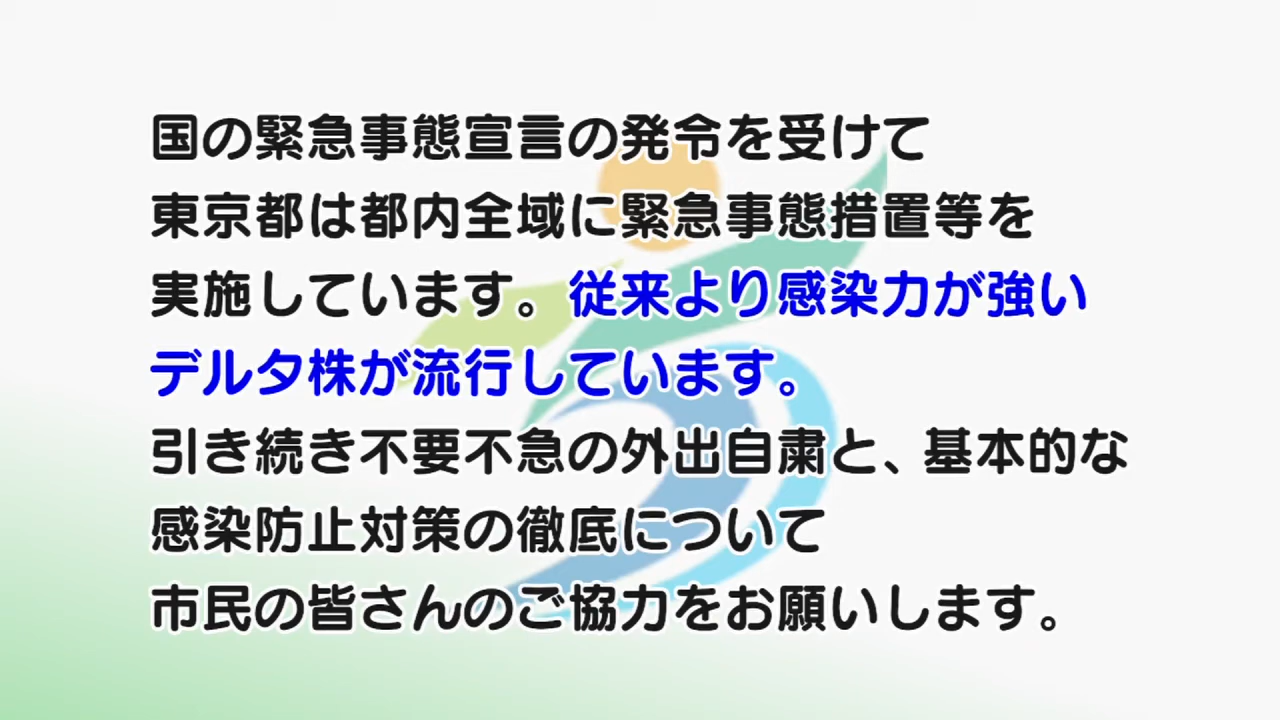 国の緊急事態宣言の発令を受けて
東京都は都内全域に緊急事態措置等を
実施しています。従来より感染力が強い
デルタ株が流行しています。
引き続き不要不急の外出自粛と、基本的な
感染防止対策の徹底について
市民の皆さんのご協力をお願いします。